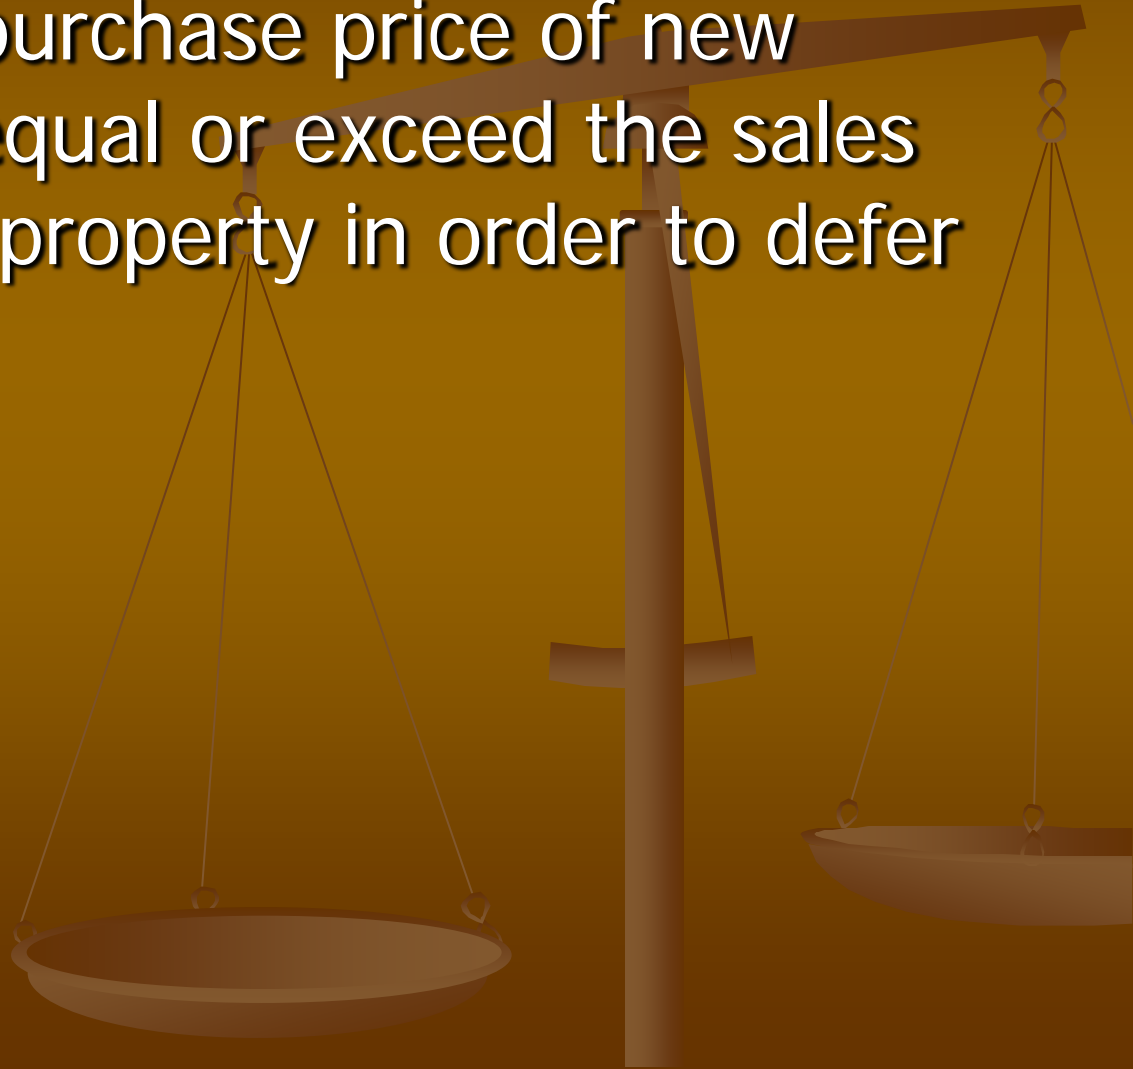 purchase price of new
equal or exceed the sales
property in order to defer